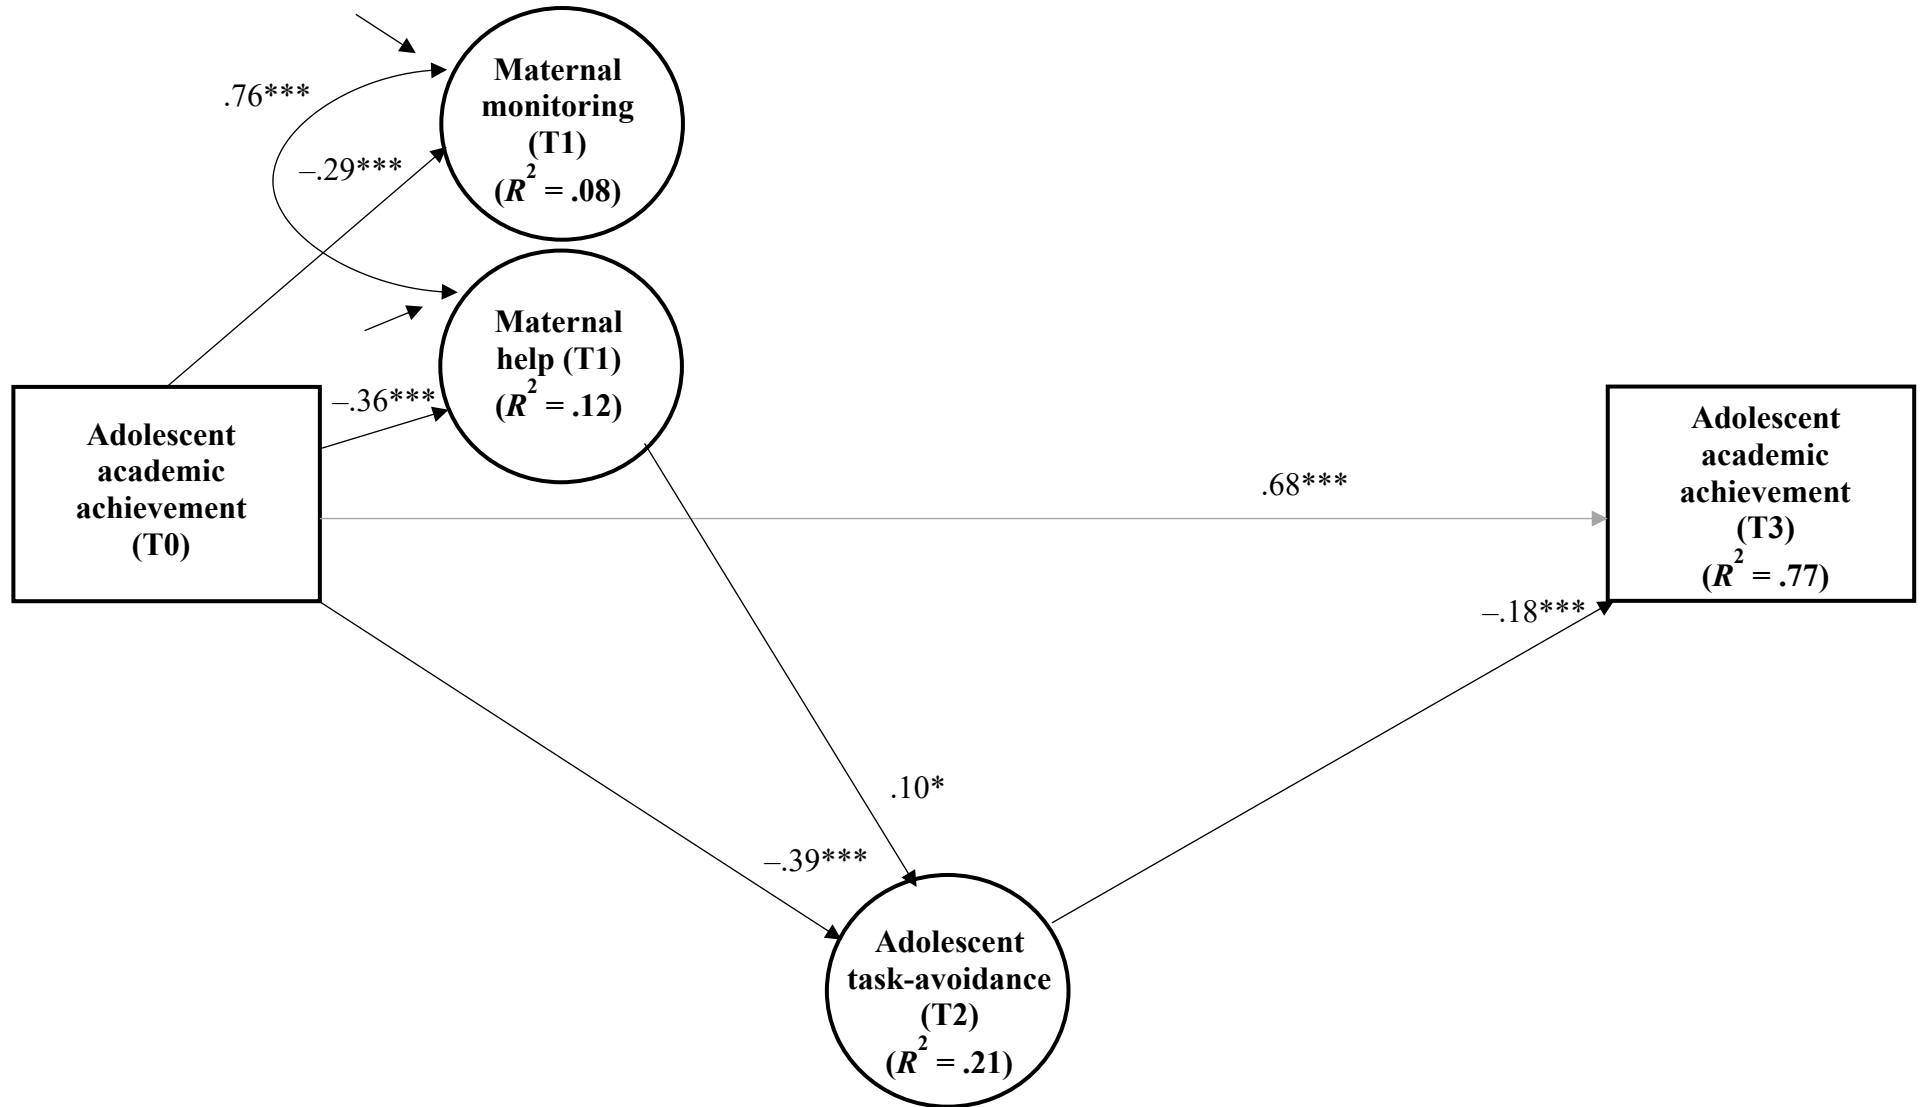 Maternal
monitoring
(T1)
(R² = .08)
.76***
–.29***
Maternal
help (T1)
(R² = .12)
–.36***
Adolescent
academic
achievement
(T0)
.68***
Adolescent
academic
achievement
(T3)
(R² = .77)
–.18***
.10*
–.39***
Adolescent
task-avoidance
(T2)
(R² = .21)